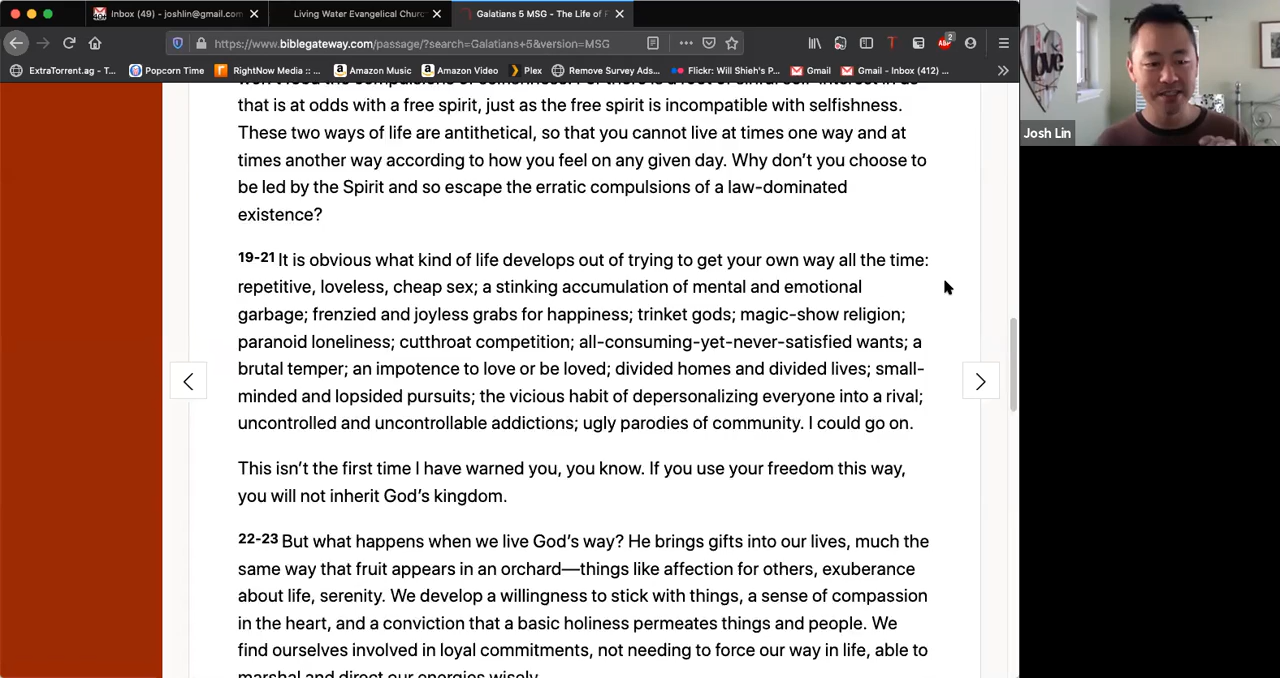 Inbox (49) - joshlin@gmail.com
Living Water Evangelical Churc
Galatians 5 MSG - The Life of F
https://www.biblegateway.com/passage/?search=Galatians+5&version=MSG
2
ExtraTorrent.ag - T...
Popcorn Time
RightNow Media :: ...
Amazon Music
Amazon Video
Plex
Remove Survey Ads...
Flickr: Will Shieh's P...
Gmail
Gmail - Inbox (412) ...
love
Josh Lin
that is at odds with a free spirit, just as the free spirit is incompatible with selfishness.
These two ways of life are antithetical, so that you cannot live at times one way and at
times another way according to how you feel on any given day. Why don’t you choose to
be led by the Spirit and so escape the erratic compulsions of a law-dominated
existence?
19-21 It is obvious what kind of life develops out of trying to get your own way all the time:
repetitive, loveless, cheap sex; a stinking accumulation of mental and emotional
garbage; frenzied and joyless grabs for happiness; trinket gods; magic-show religion;
paranoid loneliness; cutthroat competition; all-consuming-yet-never-satisfied wants; a
brutal temper; an impotence to love or be loved; divided homes and divided lives; small-
minded and lopsided pursuits; the vicious habit of depersonalizing everyone into a rival;
uncontrolled and uncontrollable addictions; ugly parodies of community. I could go on.
This isn’t the first time I have warned you, you know. If you use your freedom this way,
you will not inherit God’s kingdom.
22-23 But what happens when we live God’s way? He brings gifts into our lives, much the
same way that fruit appears in an orchard—things like affection for others, exuberance
about life, serenity. We develop a willingness to stick with things, a sense of compassion
in the heart, and a conviction that a basic holiness permeates things and people. We
find ourselves involved in loyal commitments, not needing to force our way in life, able to
marshal and direct our energies wisely.